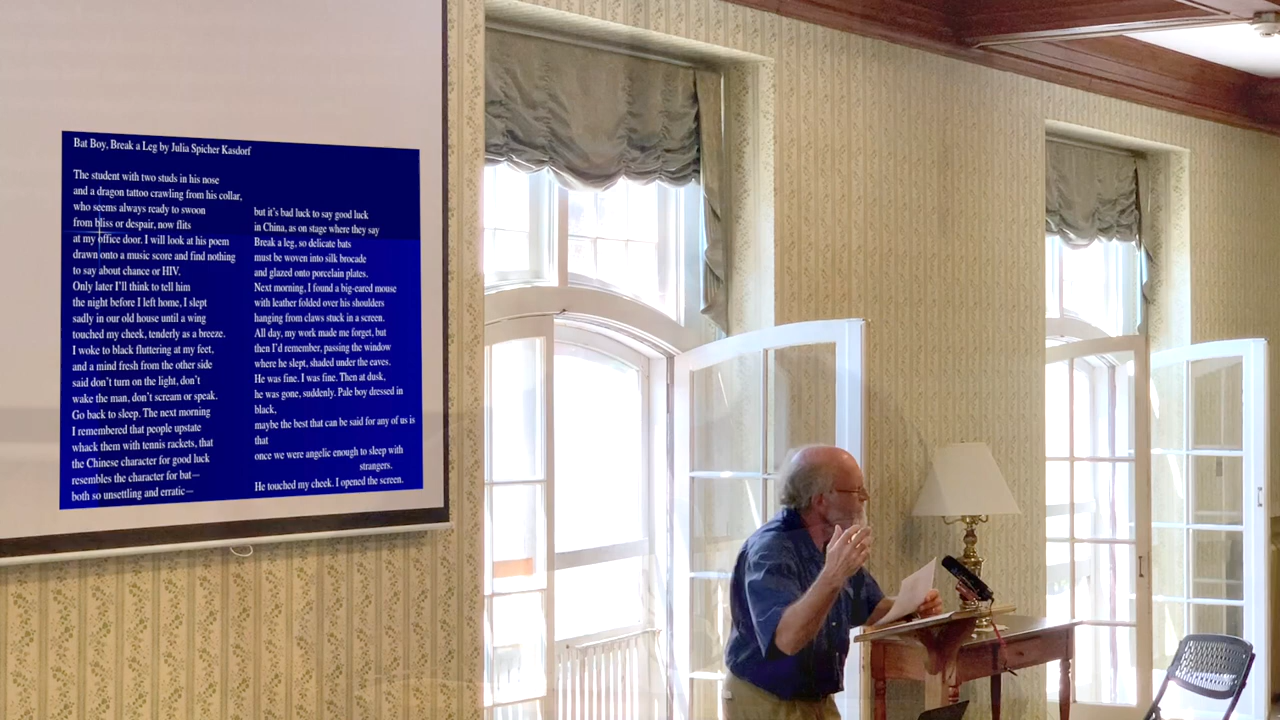 Bat Boy, Break a Leg by Julia Spicher Kasdorf
The student with two studs in his nose
and a dragon tattoo crawling from his collar,
who seems always ready to swoon
from bliss or despair, now flits
at my office door. I will look at his poem
drawn onto a music score and find nothing
to say about chance or HIV.
Only later I'll think to tell him
the night before I left home, I slept
sadly in our old house until a wing
touched my cheek, tenderly as a breeze.
I woke to black fluttering at my feet,
and a mind fresh from the other side
said don't turn on the light, don't
wake the man, don't scream or speak.
Go back to sleep. The next morning
I remembered that people upstate
whack them with tennis rackets, that
the Chinese character for good luck
resembles the character for bat—
both so unsettling and erratic—
but it's bad luck to say good luck
in China, as on stage where they say
Break a leg, so delicate bats
must be woven into silk brocade
and glazed onto porcelain plates.
Next morning, I found a big-eared mouse
with leather folded over his shoulders
hanging from claws stuck in a screen.
All day, my work made me forget, but
then I'd remember, passing the window
where he slept, shaded under the eaves.
He was fine. I was fine. Then at dusk,
he was gone, suddenly. Pale boy dressed in
black,
maybe the best that can be said for any of us is
that
once we were angelic enough to sleep with
strangers.
He touched my cheek. I opened the screen.